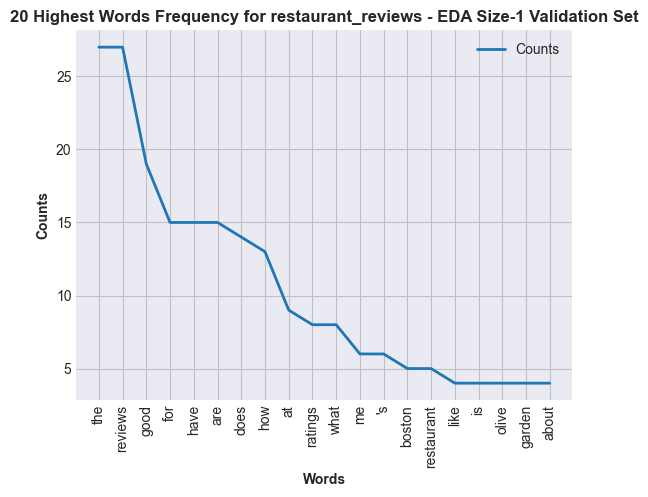 20 Highest Words Frequency for restaurant_reviews - EDA Size-1 Validation Set
Counts
25
20
15
10
5
Counts
the
reviews
good
for
have
are
does
how
at
ratings
what
me
's
boston
restaurant
like
is
olive
garden
about
Words